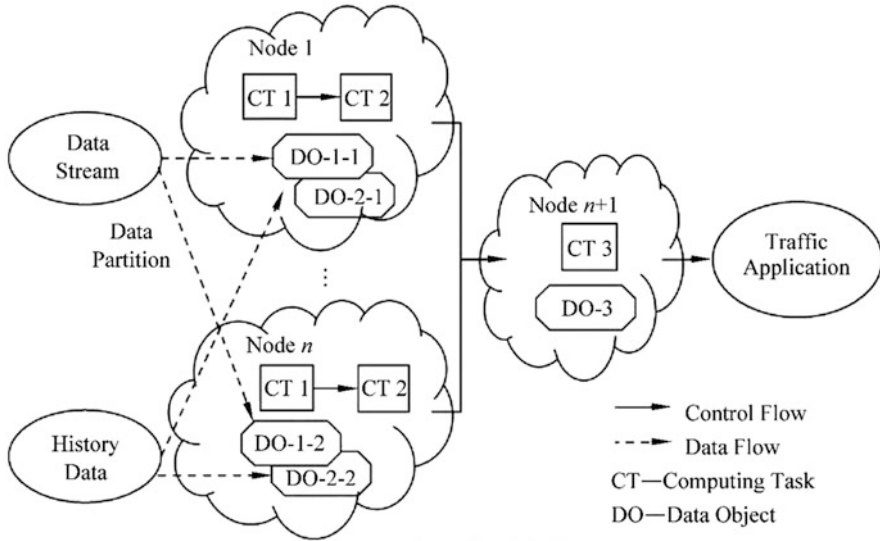 Node 1
CT 1
CT 2
Data
Stream
DO-1-1
DO-2-1
Data
Partition
⋮
Node n+1
CT 3
DO-3
Traffic
Application
Node n
CT 1
CT 2
History
Data
DO-1-2
DO-2-2
Control Flow
Data Flow
CT—Computing Task
DO—Data Object